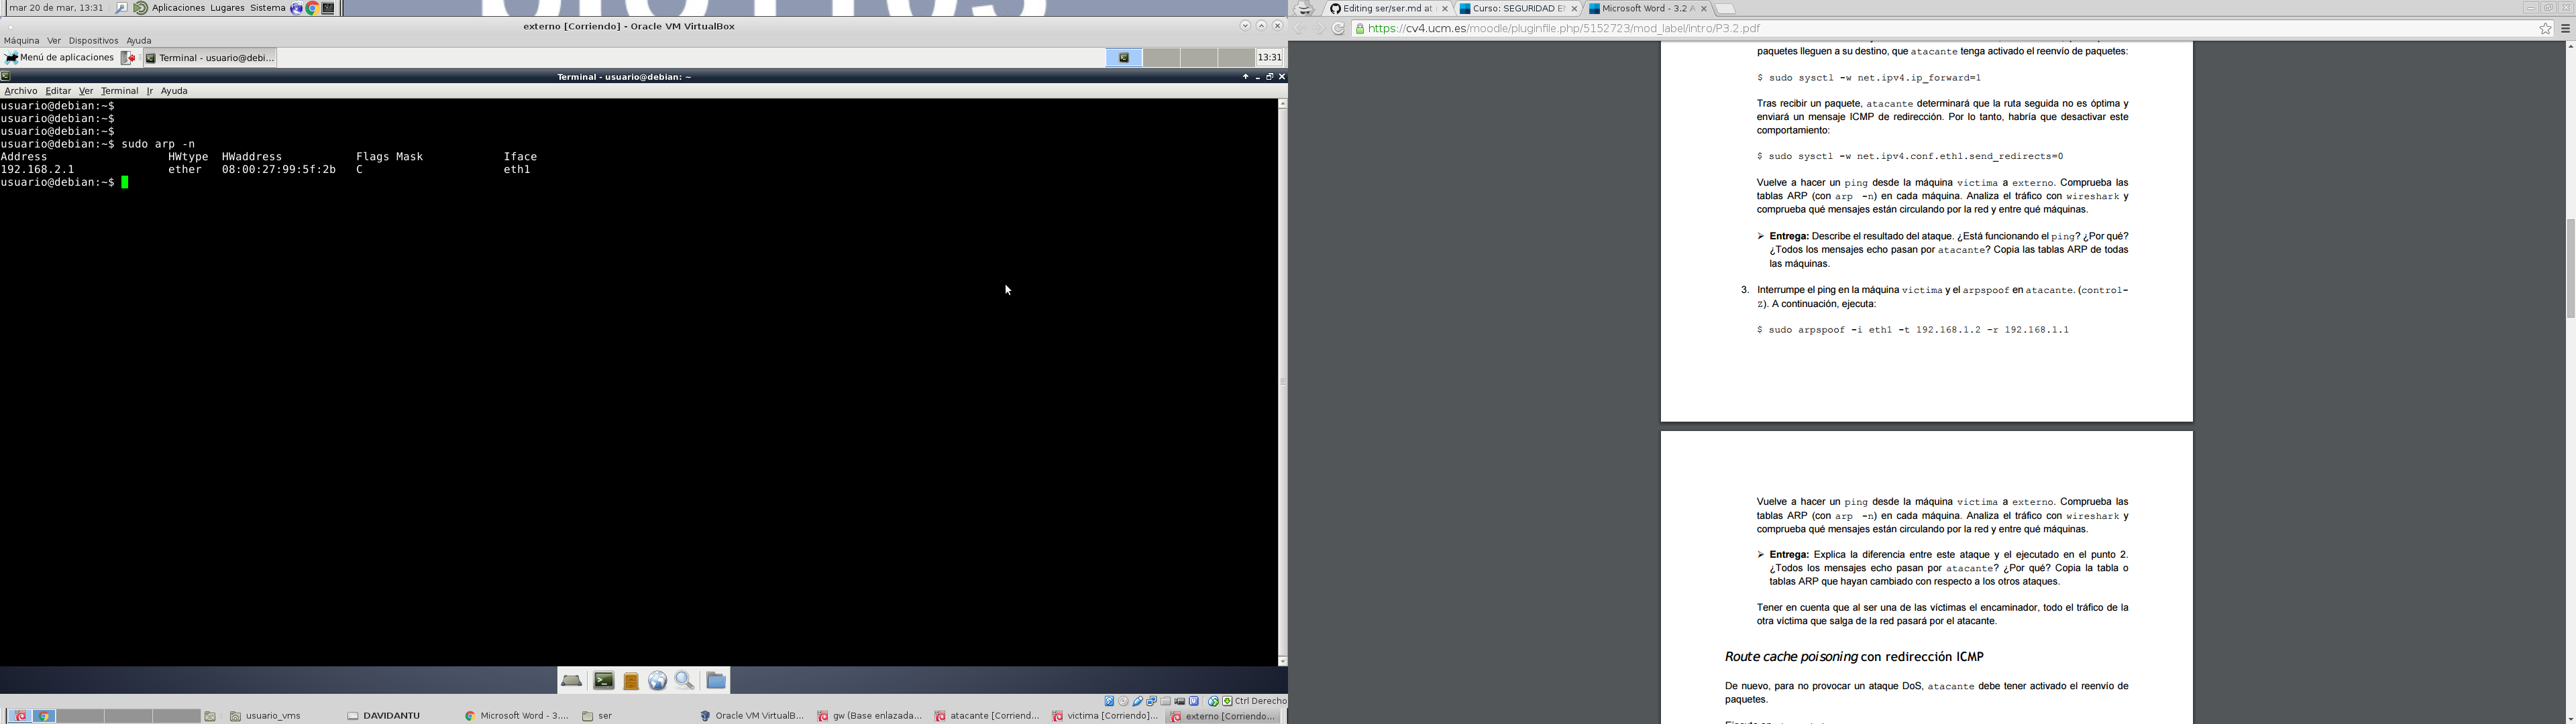 mar 20 de mar, 13:31
Aplicaciones Lugares Sistema
externo [Corriendo] - Oracle VM VirtualBox
Máquina Ver Dispositivos Ayuda
Menú de aplicaciones
Terminal - usuario@debi...
13:31
Terminal - usuario@debian: ~
Archivo Editar Ver Terminal Ir Ayuda
usuario@debian:~$
usuario@debian:~$
usuario@debian:~$
usuario@debian:~$ sudo arp -n
Address HWtype HWaddress Flags Mask Iface
192.168.2.1 ether 08:00:27:99:5f:2b C eth1
usuario@debian:~$
Ctrl Derecho
usuario_vms
DAVIDANTU
Microsoft Word - 3....
ser
Oracle VM VirtualB...
gw (Base enlazada...
atacante [Corriend...
victima [Corriendo]...
externo [Corriendo...
Editing ser/ser.md at
Curso: SEGURIDAD EN
Microsoft Word - 3.2 A
https://cv4.ucm.es/moodle/pluginfile.php/5152723/mod_label/intro/P3.2.pdf
paquetes lleguen a su destino, que atacante tenga activado el reenvío de paquetes:
$ sudo sysctl -w net.ipv4.ip_forward=1
Tras recibir un paquete, atacante determinará que la ruta seguida no es óptima y
enviará un mensaje ICMP de redirección. Por lo tanto, habría que desactivar este
comportamiento:
$ sudo sysctl -w net.ipv4.conf.eth1.send_redirects=0
Vuelve a hacer un ping desde la máquina victima a externo. Comprueba las
tablas ARP (con arp -n) en cada máquina. Analiza el tráfico con wireshark y
comprueba qué mensajes están circulando por la red y entre qué máquinas.
➢ Entrega: Describe el resultado del ataque. ¿Está funcionando el ping? ¿Por qué?
¿Todos los mensajes echo pasan por atacante? Copia las tablas ARP de todas
las máquinas.
3. Interrumpe el ping en la máquina victima y el arpspoof en atacante. (control-
Z). A continuación, ejecuta:
$ sudo arpspoof -i eth1 -t 192.168.1.2 -r 192.168.1.1
Vuelve a hacer un ping desde la máquina victima a externo. Comprueba las
tablas ARP (con arp -n) en cada máquina. Analiza el tráfico con wireshark y
comprueba qué mensajes están circulando por la red y entre qué máquinas.
➢ Entrega: Explica la diferencia entre este ataque y el ejecutado en el punto 2.
¿Todos los mensajes echo pasan por atacante? ¿Por qué? Copia la tabla o
tablas ARP que hayan cambiado con respecto a los otros ataques.
Tener en cuenta que al ser una de las víctimas el encaminador, todo el tráfico de la
otra víctima que salga de la red pasará por el atacante.
Route cache poisoning con redirección ICMP
De nuevo, para no provocar un ataque DoS, atacante debe tener activado el reenvío de
paquetes.